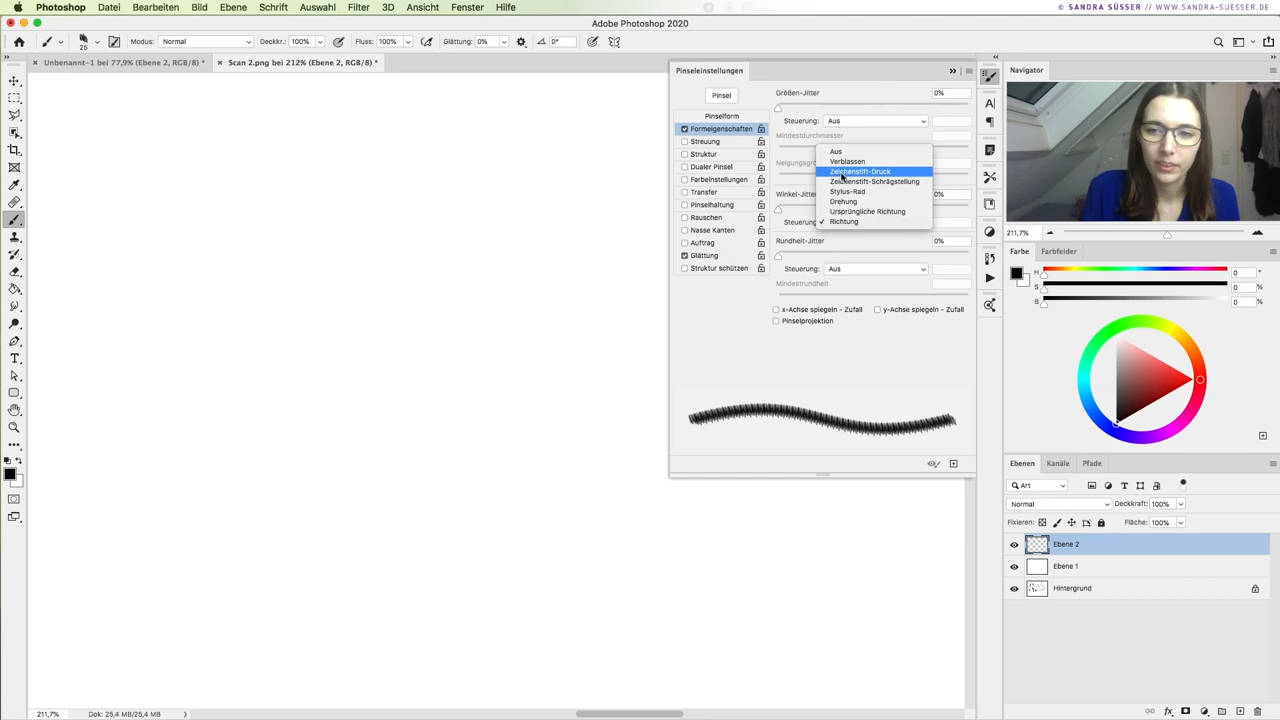 Photoshop Datei Bearbeiten Bild Ebene Schrift Auswahl Filter 3D Ansicht Fenster Hilfe
© SANDRA SÜSSER // WWW.SANDRA-SUESSER.DE
Adobe Photoshop 2020
25 Modus: Normal Deckkr.: 100% Fluss: 100% Glättung: 0% 0°
Unbenannt-1 bei 77,9% (Ebene 2, RGB/8) *
Scan 2.png bei 212% (Ebene 2, RGB/8) *
Pinseleinstellungen
Pinsel
Pinselform
Formeigenschaften
Streuung
Struktur
Dualer Pinsel
Farbeinstellungen
Transfer
Pinselhaltung
Rauschen
Nasse Kanten
Auftrag
Glättung
Struktur schützen
Größen-Jitter 0%
Steuerung: Aus
Mindestdurchmesser
Aus
Verblassen
Zeichenstift-Druck
Zeichenstift-Schrägstellung
Stylus-Rad
Drehung
Ursprüngliche Richtung
Richtung
Winkel-Jitter 0%
Steuerung
Rundheit-Jitter 0%
Steuerung: Aus
Mindestrundheit
x-Achse spiegeln - Zufall
y-Achse spiegeln - Zufall
Pinselprojektion
Navigator
211,7%
Farbe Farbfelder
H 0 °
S 0 %
B 0 %
Ebenen Kanäle Pfade
Art
Normal Deckkraft: 100%
Fixieren: Fläche: 100%
Ebene 2
Ebene 1
Hintergrund
fx
211,7% Dok: 25,4 MB/25,4 MB